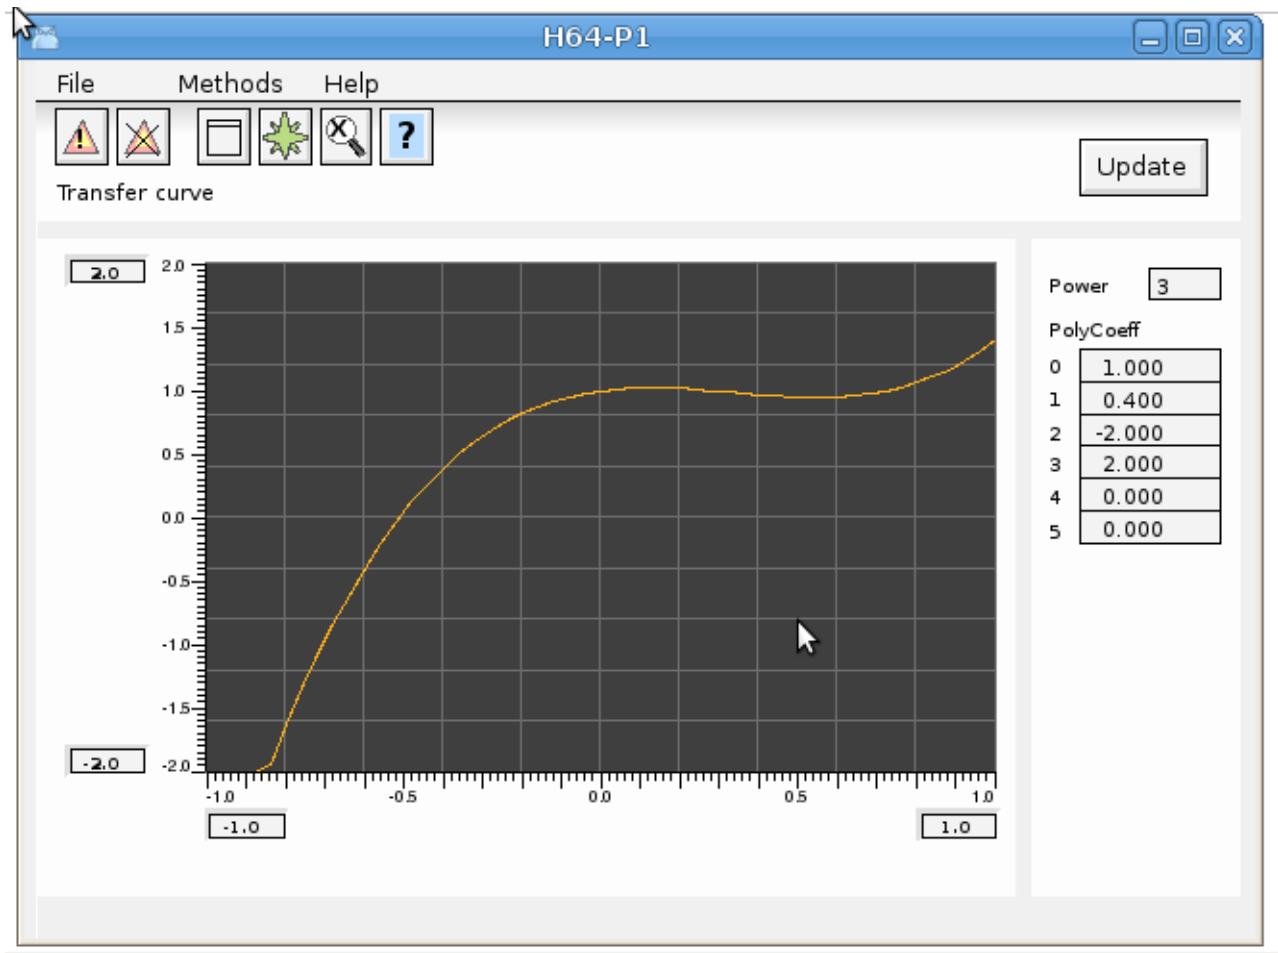 H64-P1
File Methods Help
! X ?
Update
Transfer curve
2.0
2.0
1.5
1.0
0.5
0.0
-0.5
-1.0
-1.5
-2.0
-2.0
-1.0 -0.5 0.0 0.5 1.0
-1.0 1.0
Power 3
PolyCoeff
0 1.000
1 0.400
2 -2.000
3 2.000
4 0.000
5 0.000